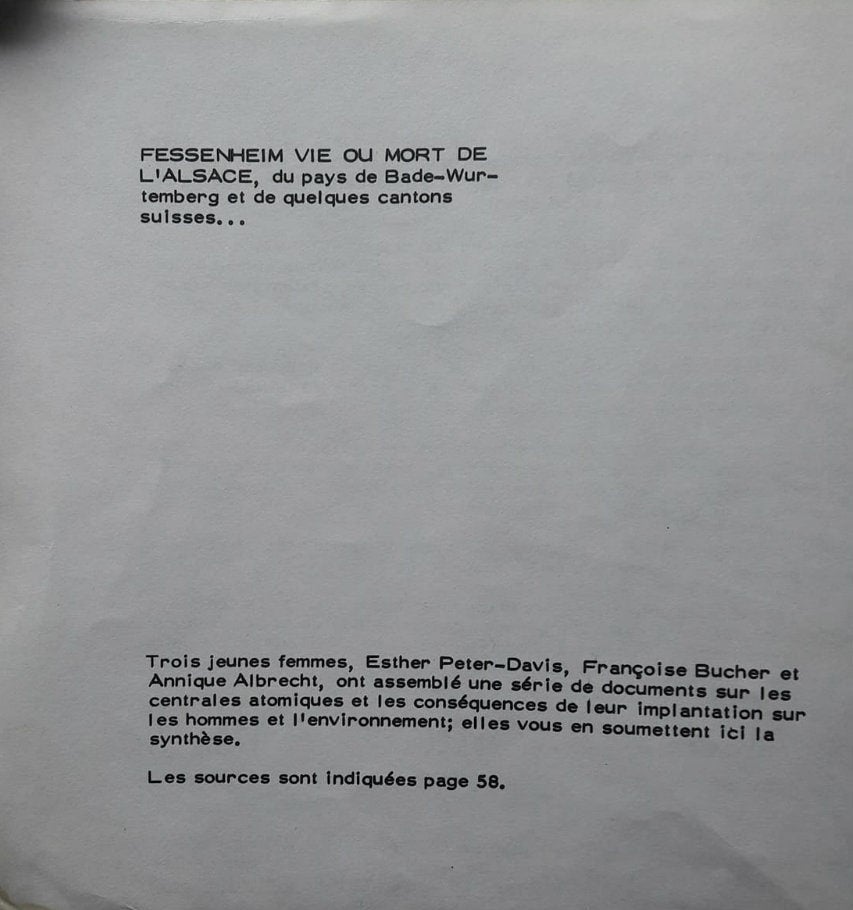 FESSENHEIM VIE OU MORT DE
L'ALSACE, du pays de Bade-Wur-
temberg et de quelques cantons
suisses...
Trois jeunes femmes, Esther Peter-Davis, Françoise Bucher et
Annique Albrecht, ont assemblé une série de documents sur les
centrales atomiques et les conséquences de leur implantation sur
les hommes et l'environnement; elles vous en soumettent ici la
synthèse.
Les sources sont indiquées page 58.